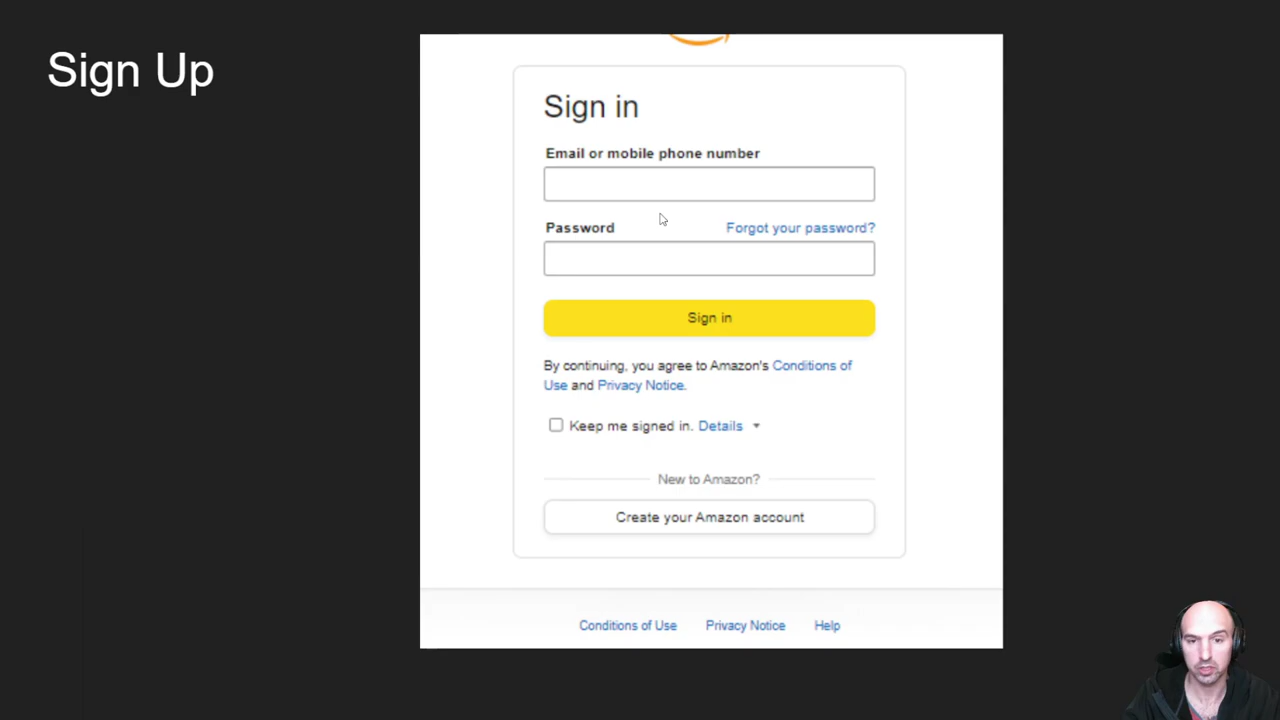 Sign Up
Sign in
Email or mobile phone number
Password
Forgot your password?
Sign in
By continuing, you agree to Amazon's Conditions of
Use and Privacy Notice.
Keep me signed in. Details
New to Amazon?
Create your Amazon account
Conditions of Use
Privacy Notice
Help